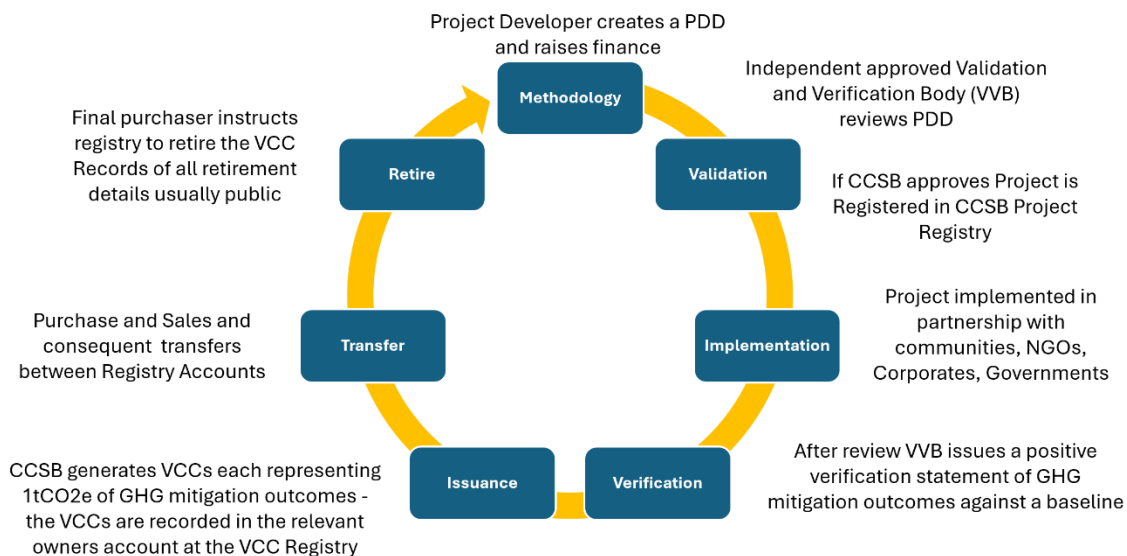 Project Developer creates a PDD
and raises finance
Methodology
Independent approved Validation
and Verification Body (VVB)
reviews PDD
Validation
If CCSB approves Project is
Registered in CCSB Project
Registry
Implementation
Project implemented in
partnership with
communities, NGOs,
Corporates, Governments
Verification
After review VVB issues a positive
verification statement of GHG
mitigation outcomes against a baseline
Issuance
CCSB generates VCCs each representing
1tCO2e of GHG mitigation outcomes -
the VCCs are recorded in the relevant
owners account at the VCC Registry
Transfer
Purchase and Sales and
consequent transfers
between Registry Accounts
Retire
Final purchaser instructs
registry to retire the VCC
Records of all retirement
details usually public